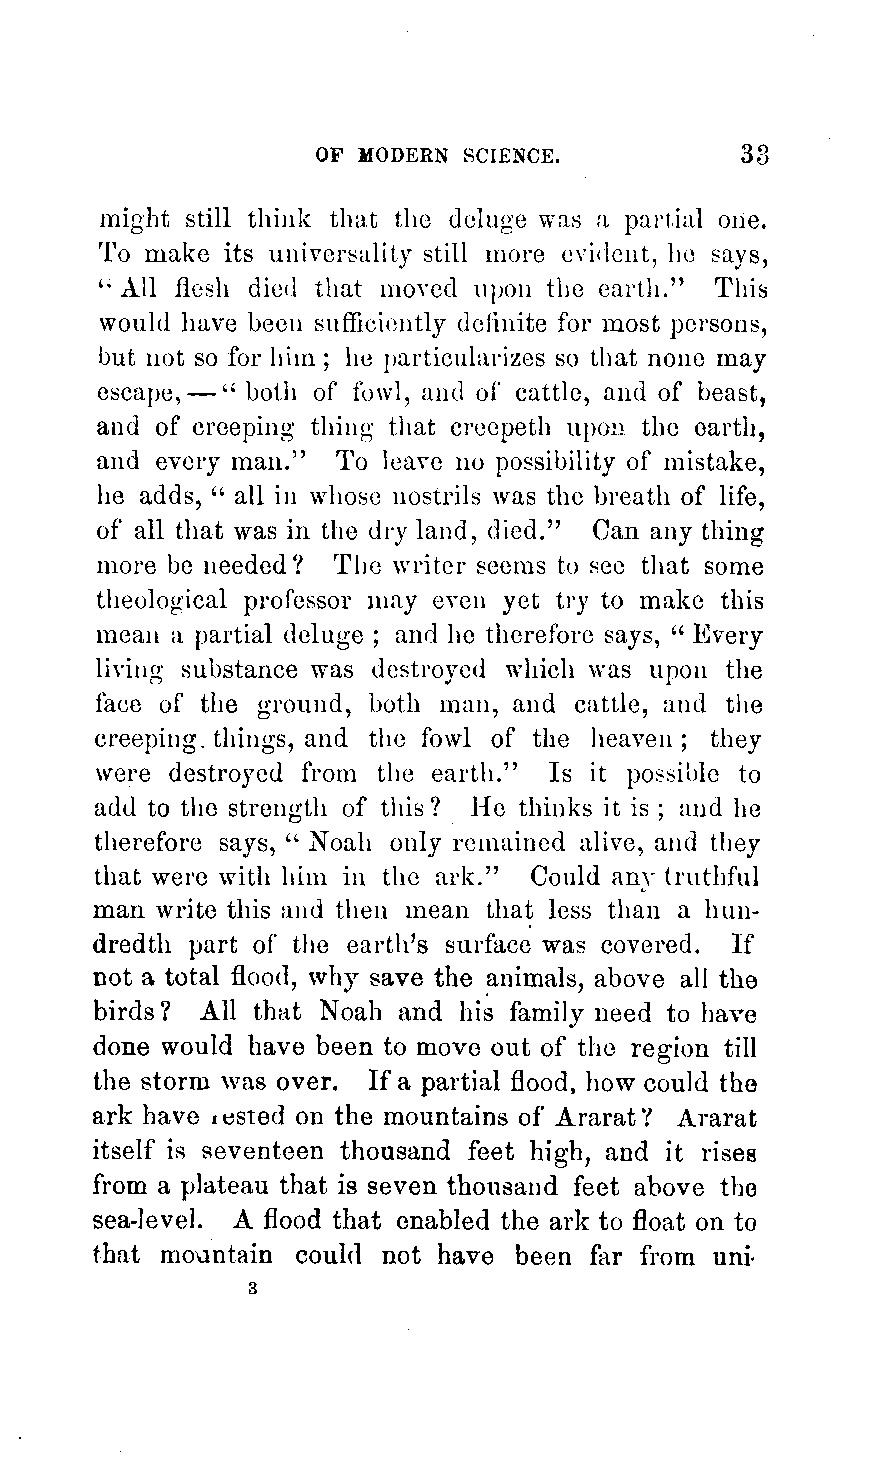 OF MODERN SCIENCE. 33
might still think that the deluge was a partial one.
To make its universality still more evident, he says,
“ All flesh died that moved upon the earth.” This
would have been sufficiently definite for most persons,
but not so for him ; he particularizes so that none may
escape, — “ both of fowl, and of cattle, and of beast,
and of creeping thing that creepeth upon the earth,
and every man.” To leave no possibility of mistake,
he adds, “ all in whose nostrils was the breath of life,
of all that was in the dry land, died.” Can any thing
more be needed? The writer seems to see that some
theological professor may even yet try to make this
mean a partial deluge ; and he therefore says, “ Every
living substance was destroyed which was upon the
face of the ground, both man, and cattle, and the
creeping things, and the fowl of the heaven ; they
were destroyed from the earth.” Is it possible to
add to the strength of this? He thinks it is ; and he
therefore says, “ Noah only remained alive, and they
that were with him in the ark.” Could any truthful
man write this and then mean that less than a hun-
dredth part of the earth’s surface was covered. If
not a total flood, why save the animals, above all the
birds? All that Noah and his family need to have
done would have been to move out of the region till
the storm was over. If a partial flood, how could the
ark have rested on the mountains of Ararat? Ararat
itself is seventeen thousand feet high, and it rises
from a plateau that is seven thousand feet above the
sea-level. A flood that enabled the ark to float on to
that mountain could not have been far from uni-
3